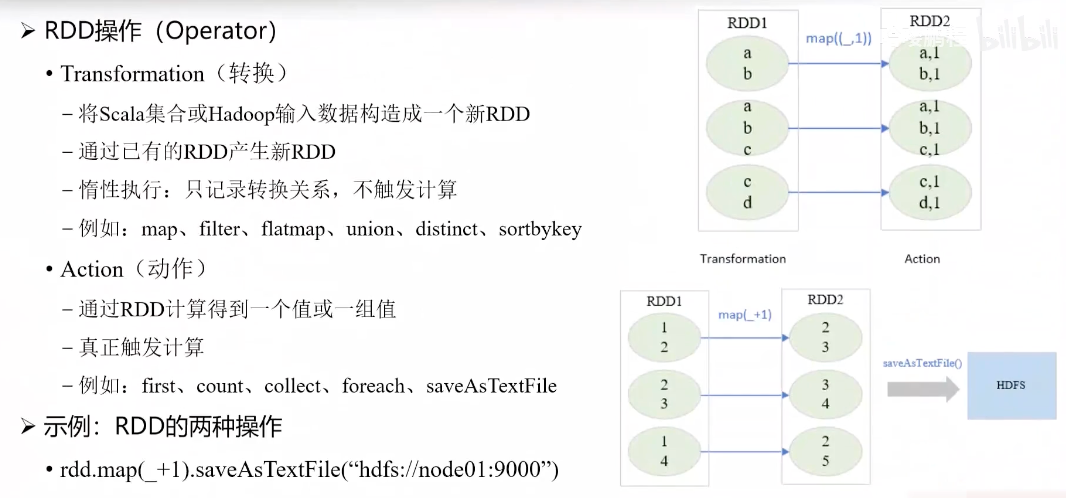 ➢ RDD操作（Operator）
• Transformation（转换）
– 将Scala集合或Hadoop输入数据构造成一个新RDD
– 通过已有的RDD产生新RDD
– 惰性执行：只记录转换关系，不触发计算
– 例如：map、filter、flatmap、union、distinct、sortbykey
• Action（动作）
– 通过RDD计算得到一个值或一组值
– 真正触发计算
– 例如：first、count、collect、foreach、saveAsTextFile
➢ 示例：RDD的两种操作
• rdd.map(_+1).saveAsTextFile(“hdfs://node01:9000”)
RDD1
map((_,1))
RDD2
bilibili
a
b
a,1
b,1
a
b
c
a,1
b,1
c,1
c
d
c,1
d,1
Transformation
Action
RDD1
map(_+1)
RDD2
1
2
2
3
2
3
3
4
1
4
2
5
saveAsTextFile()
HDFS